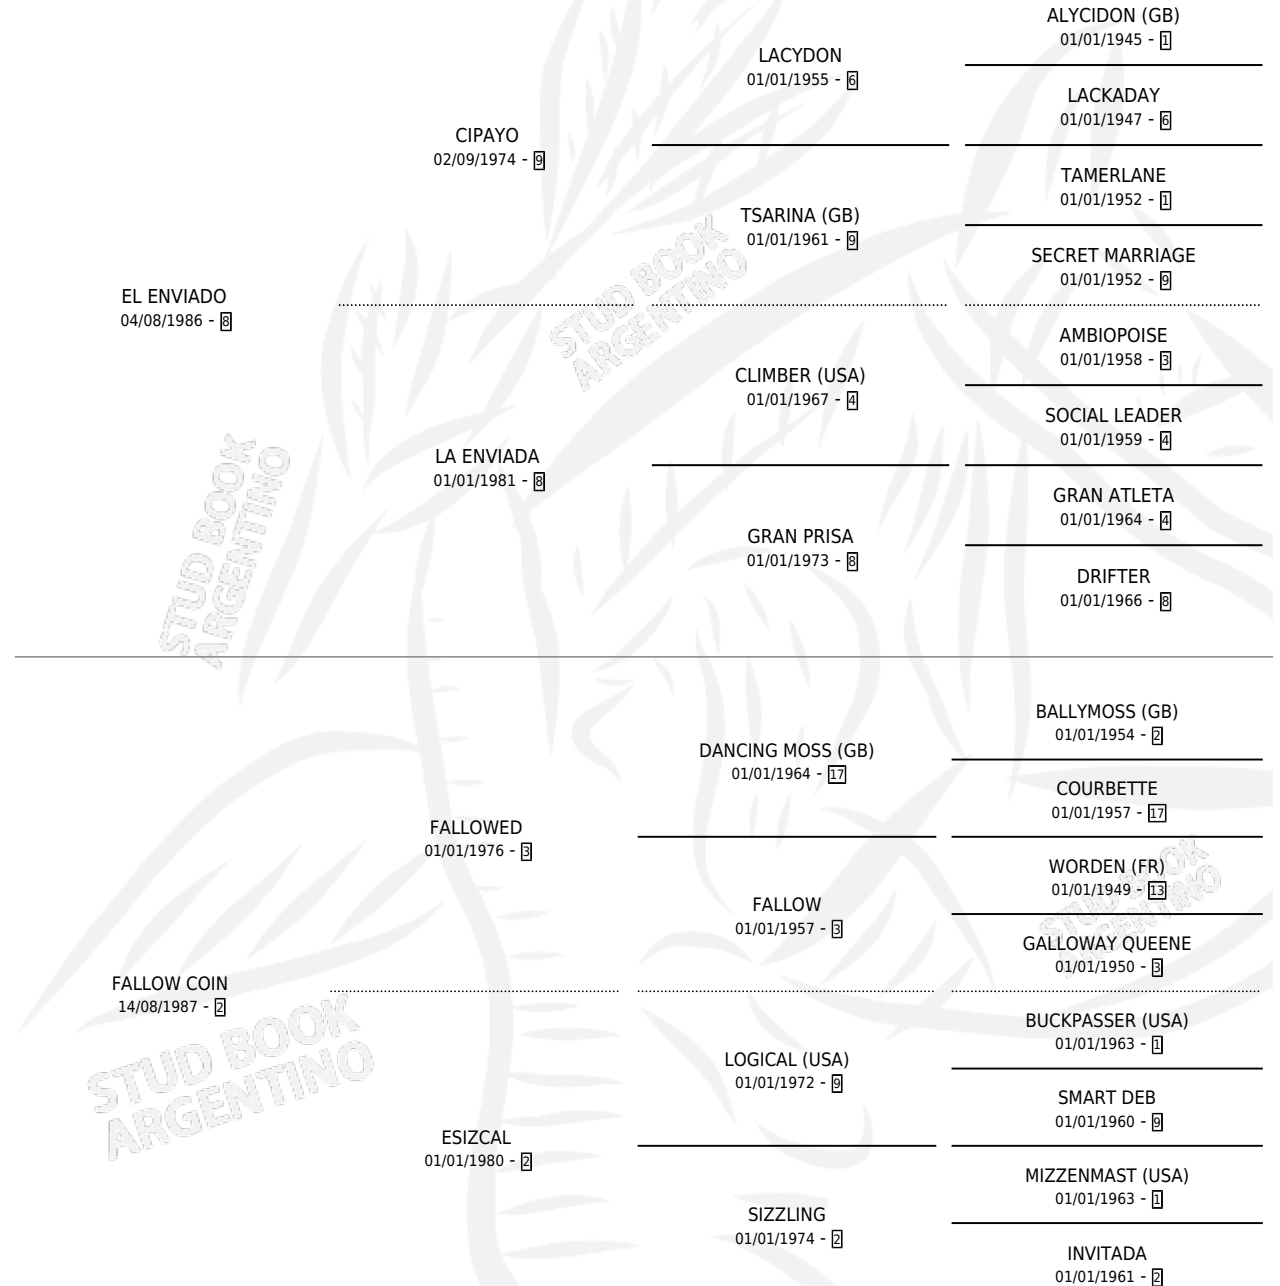 ALYCIDON (GB)
01/01/1945 - 1
LACYDON
01/01/1955 - 6
LACKADAY
01/01/1947 - 6
CIPAYO
02/09/1974 - 9
TAMERLANE
01/01/1952 - 1
TSARINA (GB)
01/01/1961 - 9
SECRET MARRIAGE
01/01/1952 - 9
EL ENVIADO
04/08/1986 - 8
STUD BOOK
ARGENTINO
AMBIOPOISE
01/01/1958 - 3
CLIMBER (USA)
01/01/1967 - 4
SOCIAL LEADER
01/01/1959 - 4
LA ENVIADA
01/01/1981 - 8
GRAN ATLETA
01/01/1964 - 4
GRAN PRISA
01/01/1973 - 8
DRIFTER
01/01/1966 - 8
STUD BOOK
ARGENTINO
BALLYMOSS (GB)
01/01/1954 - 2
DANCING MOSS (GB)
01/01/1964 - 17
COURBETTE
01/01/1957 - 17
FALLOWED
01/01/1976 - 3
WORDEN (FR)
01/01/1949 - 13
FALLOW
01/01/1957 - 3
STUD BOOK
ARGENTINO
GALLOWAY QUEENE
01/01/1950 - 3
FALLOW COIN
14/08/1987 - 2
BUCKPASSER (USA)
01/01/1963 - 1
LOGICAL (USA)
01/01/1972 - 9
SMART DEB
01/01/1960 - 9
STUD BOOK
ARGENTINO
ESIZCAL
01/01/1980 - 2
MIZZENMAST (USA)
01/01/1963 - 1
SIZZLING
01/01/1974 - 2
INVITADA
01/01/1961 - 2